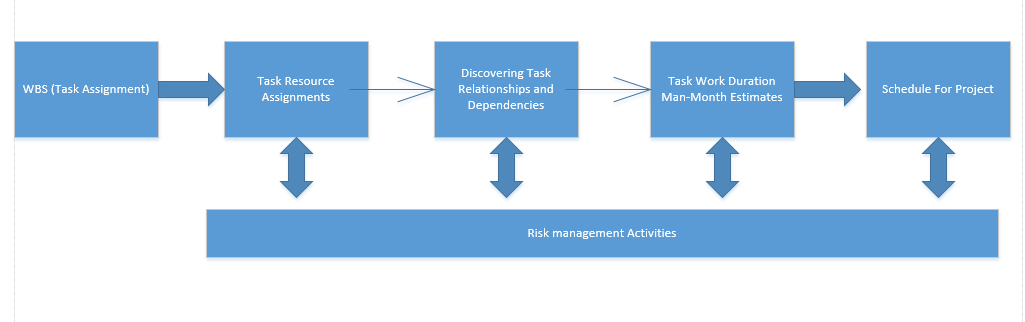 WBS (Task Assignment)
Task Resource
Assignments
Discovering Task
Relationships and
Dependencies
Task Work Duration
Man-Month Estimates
Schedule For Project
Risk management Activities